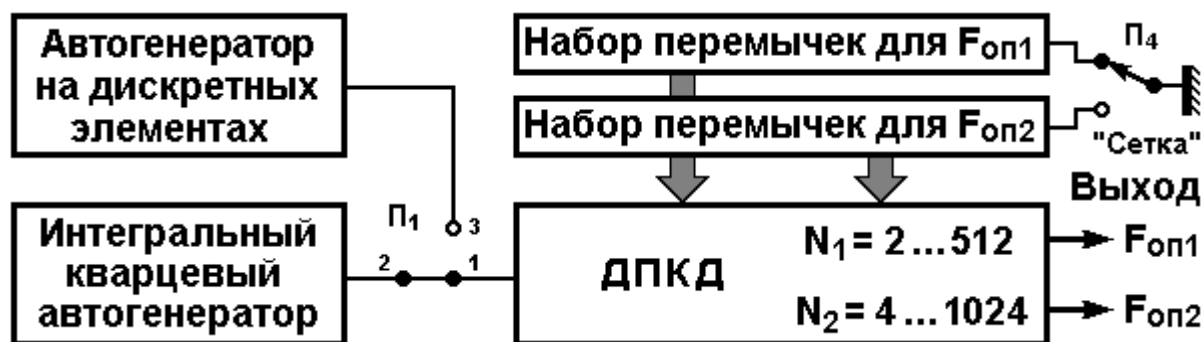 Автогенератор
на дискретных
элементах
Набор перемычек для Fоп1
П4
Набор перемычек для Fоп2
"Сетка"
Выход
Интегральный
кварцевый
автогенератор
П1
3
2
1
ДПКД
N1 = 2 ... 512
N2 = 4 ... 1024
Fоп1
Fоп2